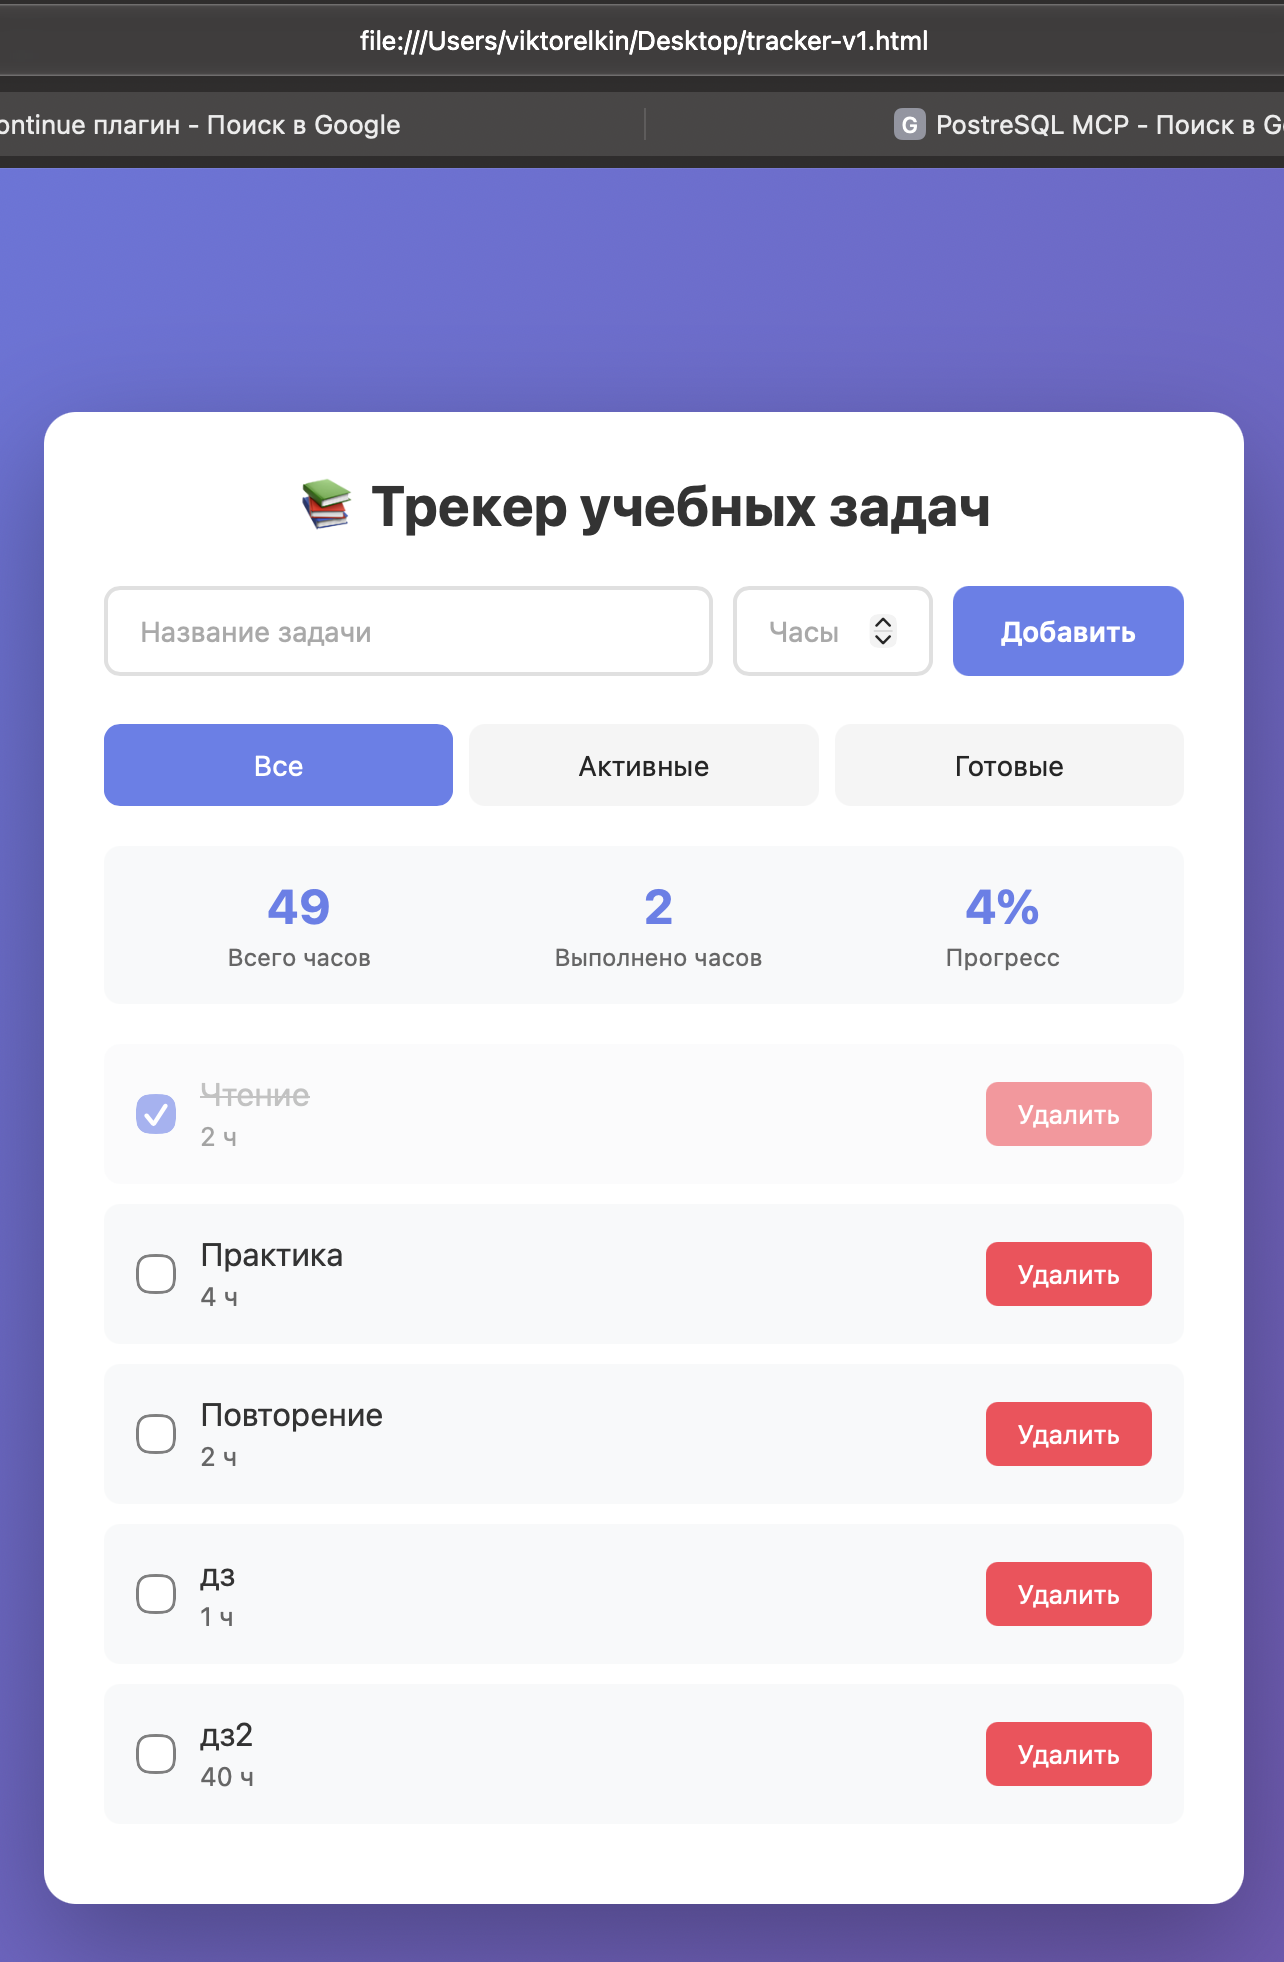 file:///Users/viktorelkin/Desktop/tracker-v1.html
ontinue плагин - Поиск в Google
G PostreSQL MCP - Поиск в G
Трекер учебных задач
Название задачи
Часы
Добавить
Все
Активные
Готовые
49
Всего часов
2
Выполнено часов
4%
Прогресс
Чтение
2 ч
Удалить
Практика
4 ч
Удалить
Повторение
2 ч
Удалить
дз
1 ч
Удалить
дз2
40 ч
Удалить